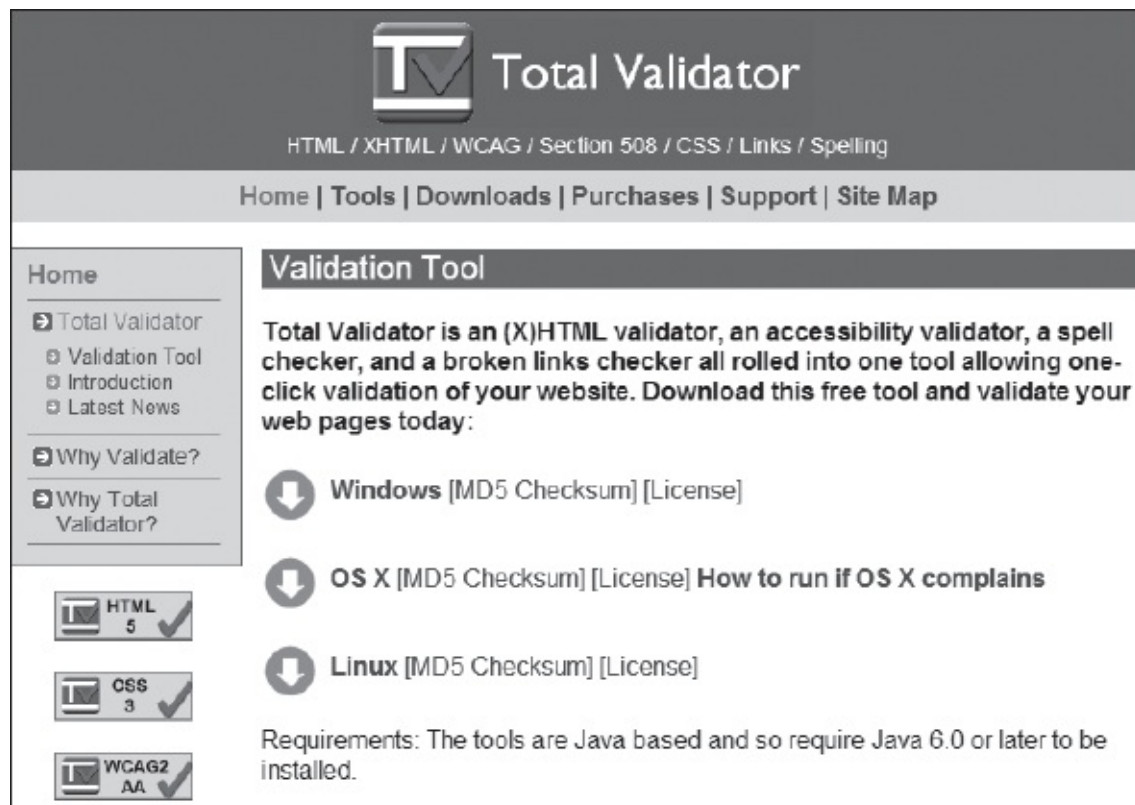 TV Total Validator
HTML / XHTML / WCAG / Section 508 / CSS / Links / Spelling
Home | Tools | Downloads | Purchases | Support | Site Map
Home
Total Validator
Validation Tool
Introduction
Latest News
Why Validate?
Why Total
Validator?
TV HTML
5
TV CSS
3
TV WCAG2
AA
Validation Tool
Total Validator is an (X)HTML validator, an accessibility validator, a spell
checker, and a broken links checker all rolled into one tool allowing one-
click validation of your website. Download this free tool and validate your
web pages today:
Windows [MD5 Checksum] [License]
OS X [MD5 Checksum] [License] How to run if OS X complains
Linux [MD5 Checksum] [License]
Requirements: The tools are Java based and so require Java 6.0 or later to be
installed.